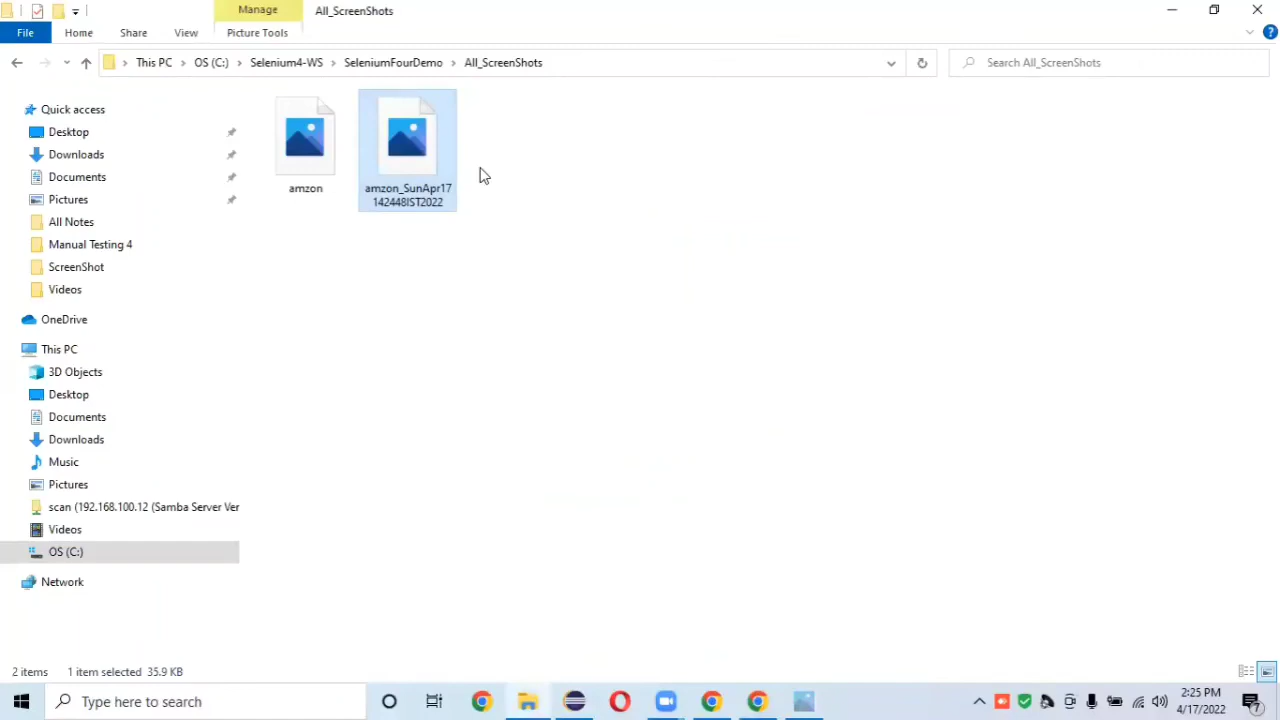 Manage
All_ScreenShots
File
Home
Share
View
Picture Tools
This PC
OS (C:)
Selenium4-WS
SeleniumFourDemo
All_ScreenShots
Search All_ScreenShots
Quick access
Desktop
Downloads
Documents
Pictures
All Notes
Manual Testing 4
ScreenShot
Videos
OneDrive
This PC
3D Objects
Desktop
Documents
Downloads
Music
Pictures
scan (192.168.100.12 (Samba Server Ver
Videos
OS (C:)
Network
amzon
amzon_SunApr17
142448IST2022
2 items
1 item selected 35.9 KB
Type here to search
2:25 PM
4/17/2022
7